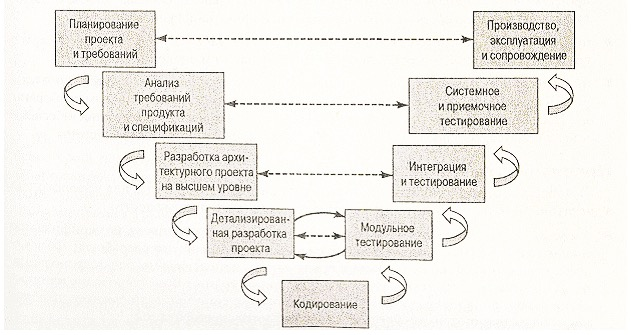 Планирование
проекта
и требований
Производство,
эксплуатация
и сопровождение
Анализ
требований
продукта
и спецификаций
Системное
и приемочное
тестирование
Разработка архи-
тектурного проекта
на высшем уровне
Интеграция
и тестирование
Детализирован-
ная разработка
проекта
Модульное
тестирование
Кодирование